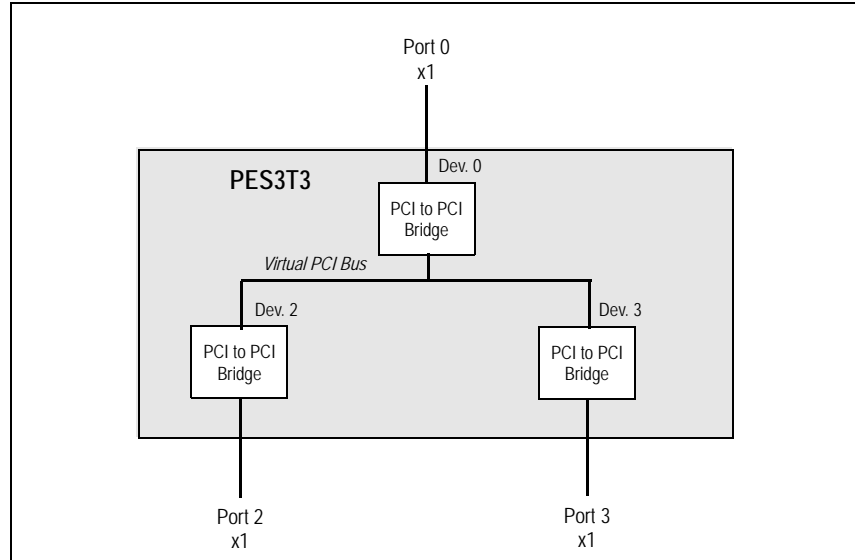 Port 0
x1
Dev. 0
PES3T3
PCI to PCI
Bridge
Virtual PCI Bus
Dev. 2
Dev. 3
PCI to PCI
Bridge
PCI to PCI
Bridge
Port 2
x1
Port 3
x1